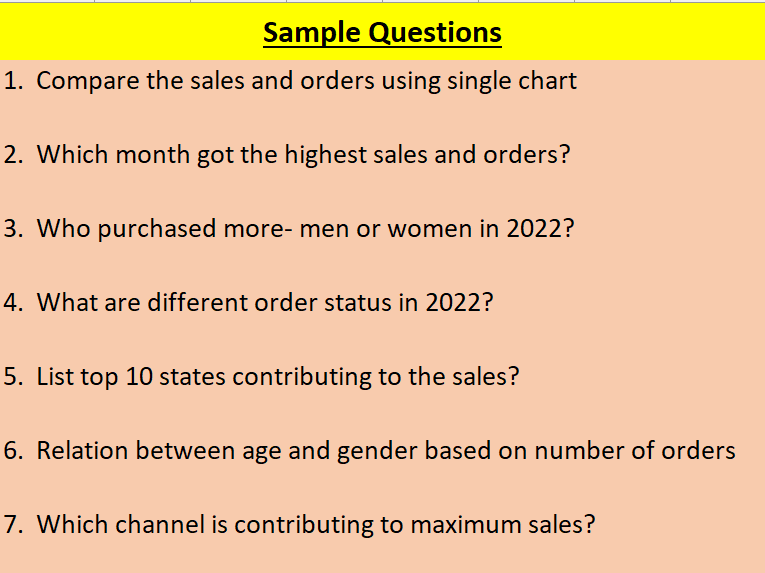 Sample Questions
1. Compare the sales and orders using single chart
2. Which month got the highest sales and orders?
3. Who purchased more- men or women in 2022?
4. What are different order status in 2022?
5. List top 10 states contributing to the sales?
6. Relation between age and gender based on number of orders
7. Which channel is contributing to maximum sales?